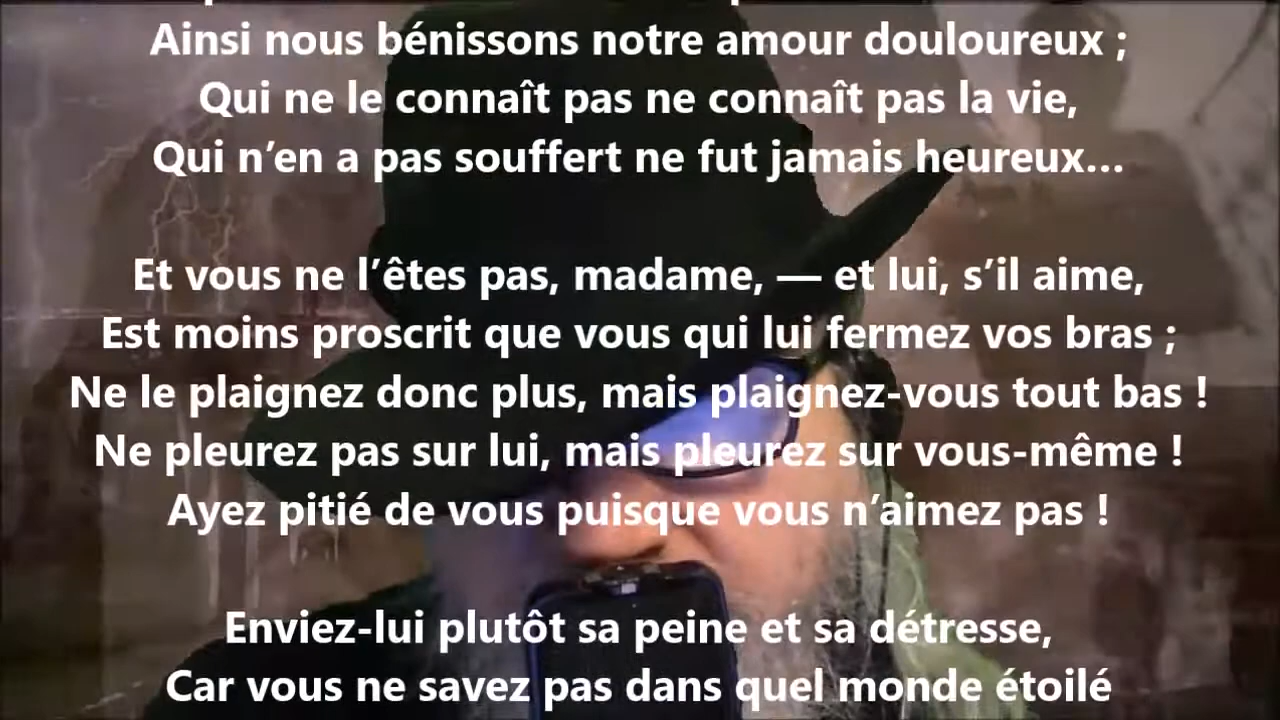 Ainsi nous bénissons notre amour douloureux ;
Qui ne le connaît pas ne connaît pas la vie,
Qui n’en a pas souffert ne fut jamais heureux...
Et vous ne l’êtes pas, madame, — et lui, s’il aime,
Est moins proscrit que vous qui lui fermez vos bras ;
Ne le plaignez donc plus, mais plaignez-vous tout bas !
Ne pleurez pas sur lui, mais pleurez sur vous-même !
Ayez pitié de vous puisque vous n’aimez pas !
Enviez-lui plutôt sa peine et sa détresse,
Car vous ne savez pas dans quel monde étoilé